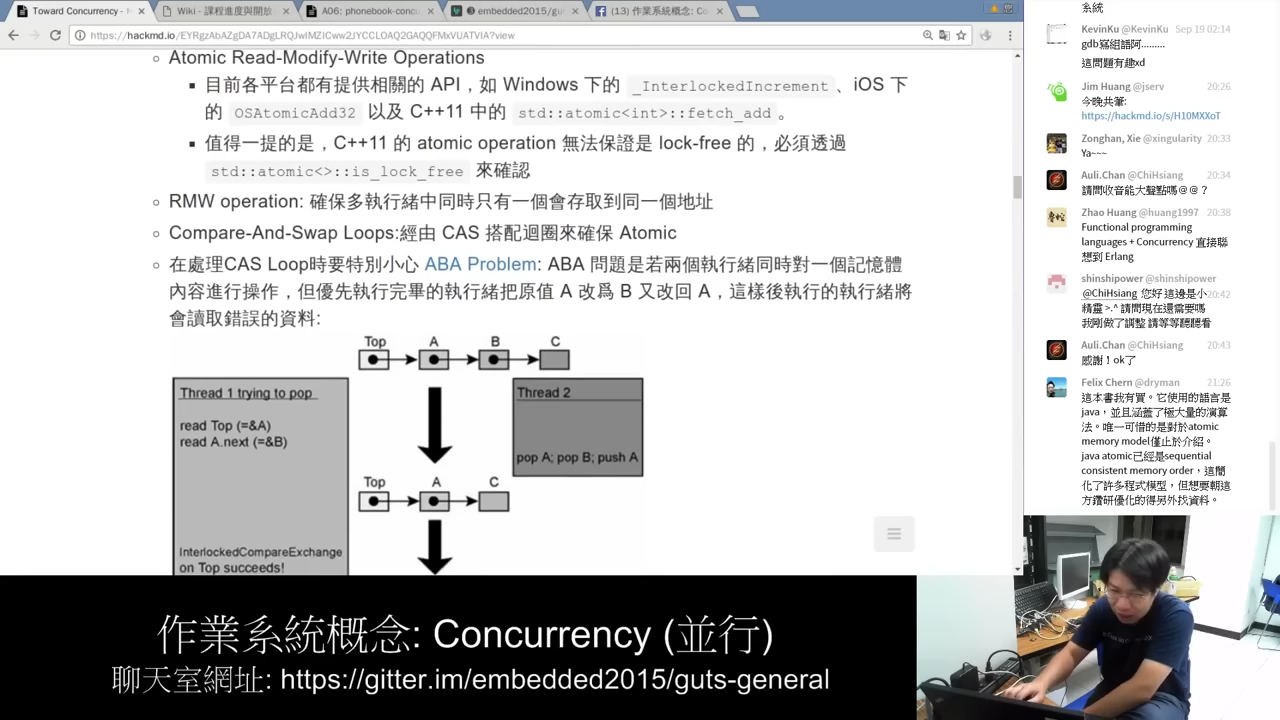 Toward Concurrency - H
Wiki - 課程進度與開放
A06: phonebook-concu
embedded2015/gu
(13) 作業系統概念: Co
https://hackmd.io/EYRgzAbAZgDA7ADgLRQJwIMZICww2JYCCLOAQ2GAQQFMxVUATVIA?view
Atomic Read-Modify-Write Operations
目前各平台都有提供相關的 API，如 Windows 下的 _InterlockedIncrement、iOS 下
的 OSAtomicAdd32 以及 C++11 中的 std::atomic<int>::fetch_add。
值得一提的是，C++11 的 atomic operation 無法保證是 lock-free 的，必須透過
std::atomic<>::is_lock_free 來確認
RMW operation: 確保多執行緒中同時只有一個會存取到同一個地址
Compare-And-Swap Loops:經由 CAS 搭配迴圈來確保 Atomic
在處理CAS Loop時要特別小心 ABA Problem: ABA 問題是若兩個執行緒同時對一個記憶體
內容進行操作，但優先執行完畢的執行緒把原值 A 改爲 B 又改回 A，這樣後執行的執行緒將
會讀取錯誤的資料:
Top A B C
Thread 1 trying to pop
read Top (=&A)
read A.next (=&B)
Thread 2
pop A; pop B; push A
Top A C
InterlockedCompareExchange
on Top succeeds!
系統
KevinKu @KevinKu Sep 19 02:14
gdb寫組語阿.........
這問題有趣xd
Jim Huang @jserv 20:26
今晚共筆:
https://hackmd.io/s/H10MXXoT
Zonghan, Xie @xingularity 20:33
Ya~~~
Auli.Chan @ChiHsiang 20:34
請問收音能大聲點嗎＠＠？
Zhao Huang @huang1997 20:38
Functional programming
languages + Concurrency 直接聯
想到 Erlang
shinshipower @shinshipower
@ChiHsiang 您好 這邊是小 20:42
精靈 >.^ 請問現在還需要嗎
我剛做了調整 請等等聽聽看
Auli.Chan @ChiHsiang 20:43
感謝！ok了
Felix Chern @dryman 21:26
這本書我有買。它使用的語言是
java，並且涵蓋了極大量的演算
法。唯一可惜的是對於atomic
memory model僅止於介紹。
java atomic已經是sequential
consistent memory order，這簡
化了許多程式模型，但想要朝這
方鑽研優化的得另外找資料。
作業系統概念: Concurrency (並行)
聊天室網址: https://gitter.im/embedded2015/guts-general